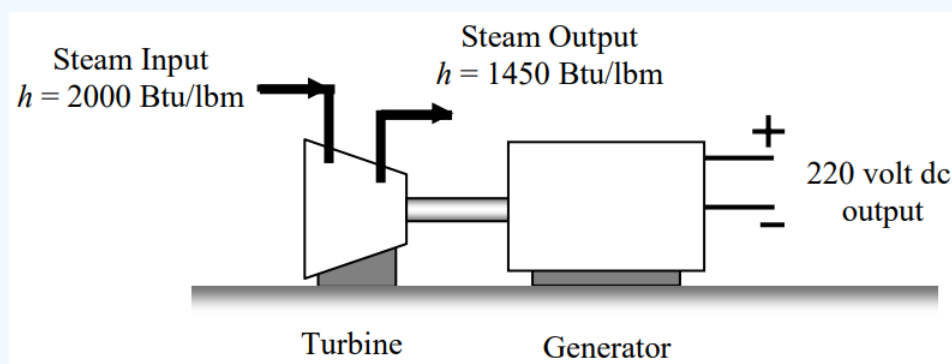 Steam Input
h = 2000 Btu/lbm
Steam Output
h = 1450 Btu/lbm
+
220 volt dc
output
−
Turbine
Generator